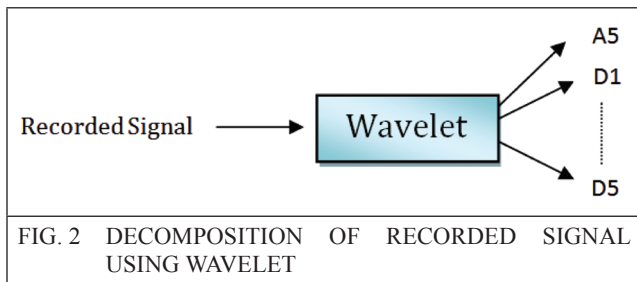 A5
D1
Recorded Signal
Wavelet
D5
FIG. 2 DECOMPOSITION OF RECORDED SIGNAL
USING WAVELET